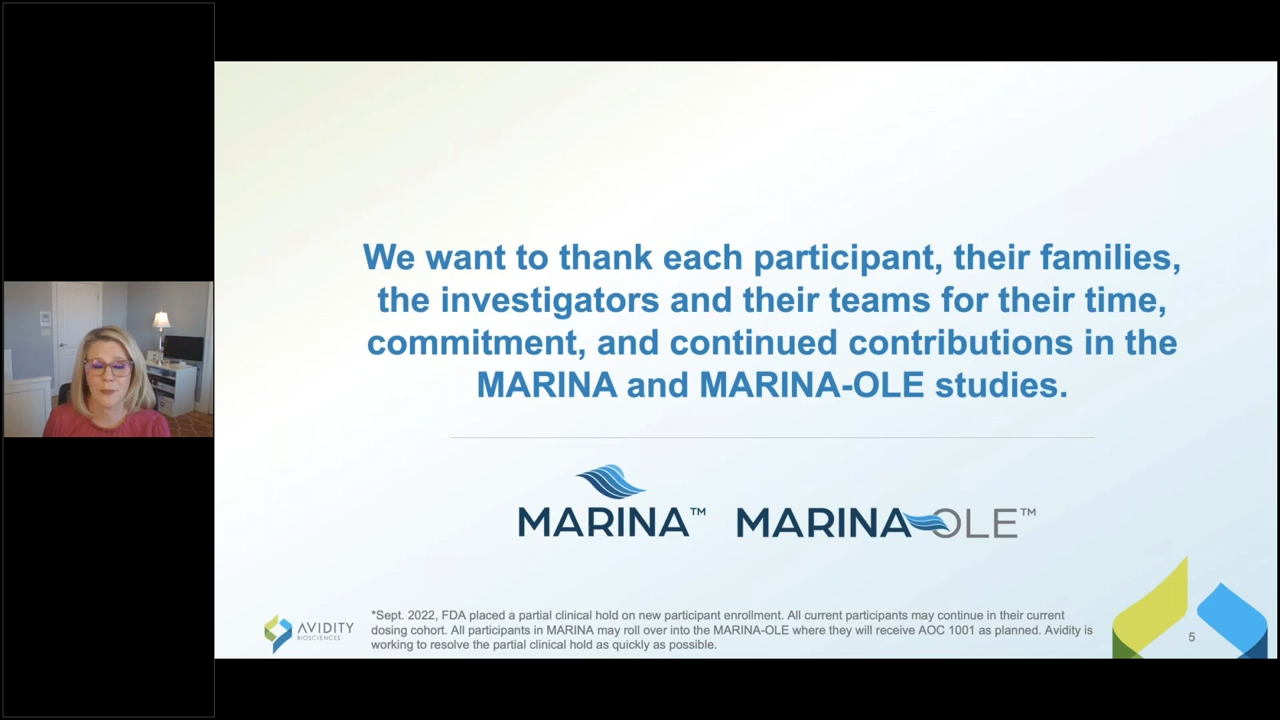 We want to thank each participant, their families,
the investigators and their teams for their time,
commitment, and continued contributions in the
MARINA and MARINA-OLE studies.
MARINA™ MARINA-OLE™
AVIDITY
BIOSCIENCES
*Sept. 2022, FDA placed a partial clinical hold on new participant enrollment. All current participants may continue in their current
dosing cohort. All participants in MARINA may roll over into the MARINA-OLE where they will receive AOC 1001 as planned. Avidity is
working to resolve the partial clinical hold as quickly as possible.
5